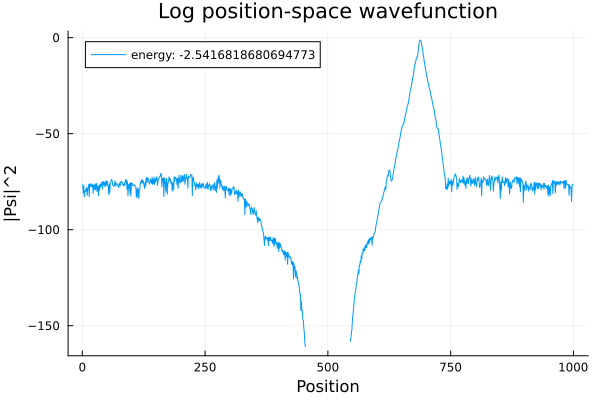 Log position-space wavefunction
energy: -2.5416818680694773
|Psi|^2
0
−50
−100
−150
0 250 500 750 1000
Position